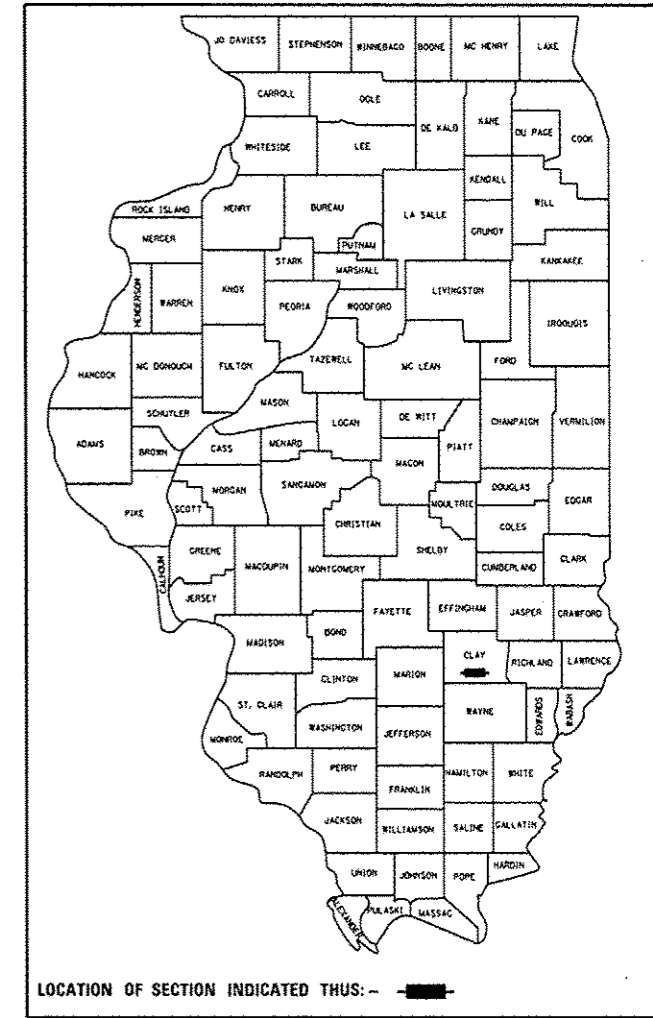 JO DAVIESS STEPHENSON WINNEBAGO BOONE MC HENRY LAKE
CARROLL OGLE DE KALB KANE DU PAGE COOK
WHITESIDE LEE KENDALL WILL
ROCK ISLAND HENRY BUREAU LA SALLE GRUNDY
MERCER PUTNAM KANKAKEE
HENDERSON WARREN KNOX STARK MARSHALL LIVINGSTON IROQUOIS
PEORIA WOODFORD
HANCOCK MC DONOUGH FULTON TAZEWELL MC LEAN FORD
SCHUYLER MASON LOGAN DE WITT CHAMPAIGN VERMILION
ADAMS BROWN CASS MENARD MACON PIATT
PIKE SCOTT MORGAN SANGAMON CHRISTIAN MOULTRIE DOUGLAS EDGAR
COLES
CALHOUN GREENE MACOUPIN MONTGOMERY SHELBY CUMBERLAND CLARK
JERSEY FAYETTE EFFINGHAM JASPER CRAWFORD
MADISON BOND CLAY RICHLAND LAWRENCE
CLINTON MARION
ST. CLAIR WAYNE EDWARDS WABASH
MONROE WASHINGTON JEFFERSON
RANDOLPH PERRY HAMILTON WHITE
FRANKLIN
JACKSON WILLIAMSON SALINE GALLATIN
UNION JOHNSON POPE HARDIN
ALEXANDER PULASKI MASSAC
LOCATION OF SECTION INDICATED THUS: -